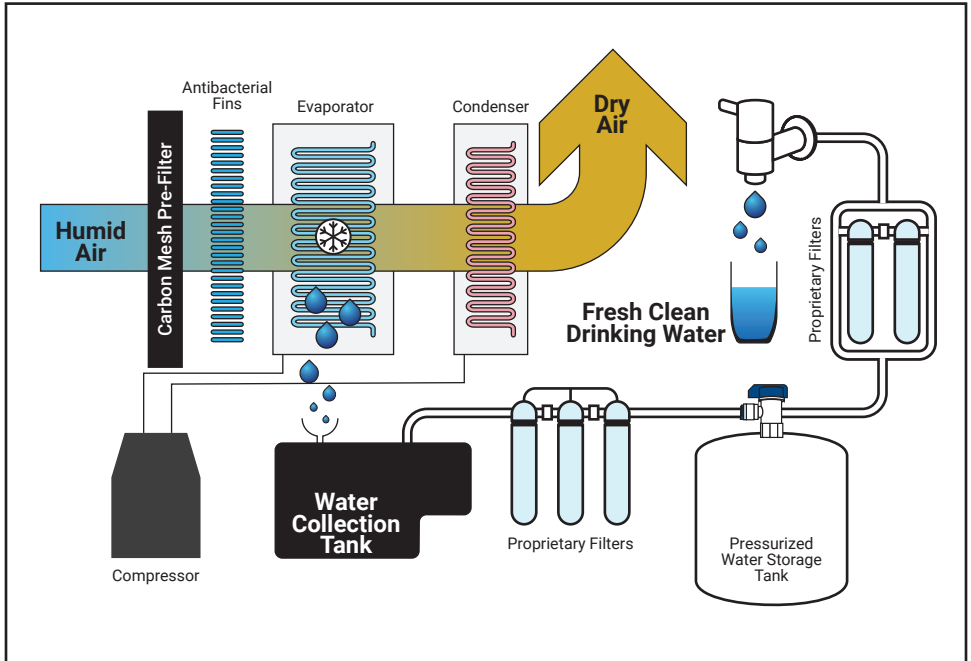 Antibacterial
Fins
Evaporator
Condenser
Dry
Air
Humid
Air
Carbon Mesh Pre-Filter
Proprietary Filters
Fresh Clean
Drinking Water
Water
Collection
Tank
Proprietary Filters
Pressurized
Water Storage
Tank
Compressor